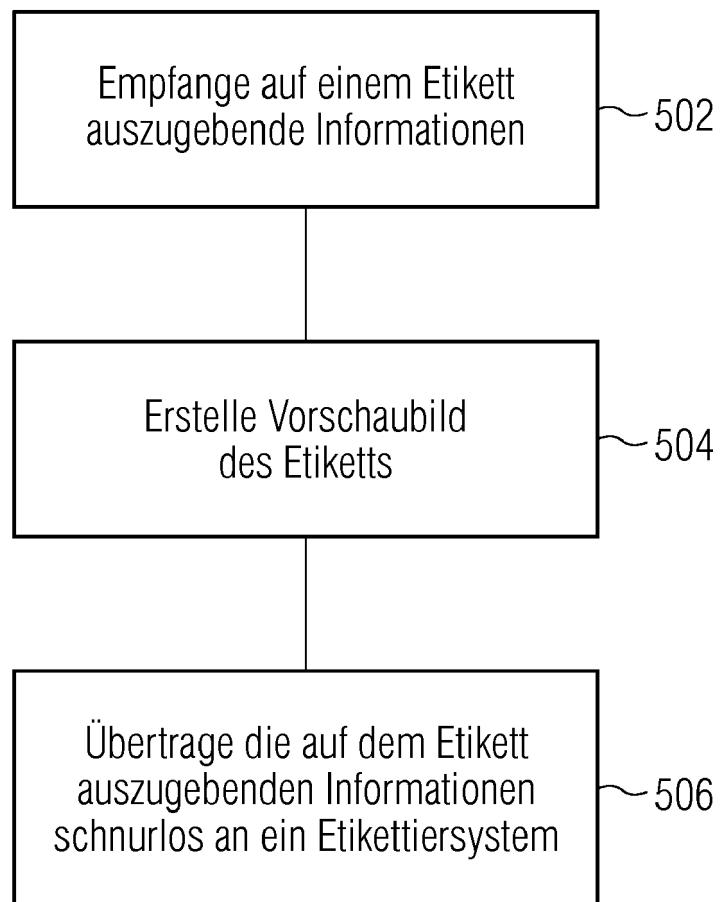 Empfange auf einem Etikett
auszugebende Informationen
502
Erstelle Vorschaubild
des Etiketts
504
Übertrage die auf dem Etikett
auszugebenden Informationen
schnurlos an ein Etikettiersystem
506